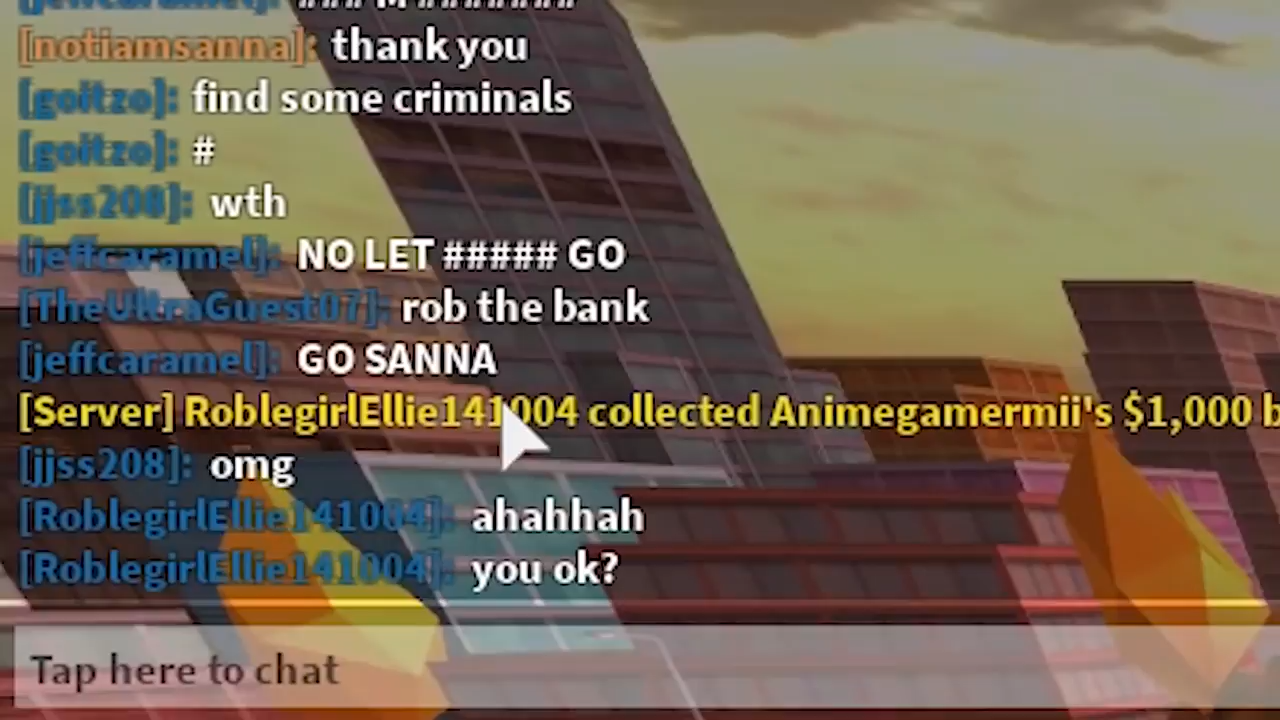 [jeffcaramel]: ### M #######
[notiamsanna]: thank you
[goitzo]: find some criminals
[goitzo]: #
[jjss208]: wth
[jeffcaramel]: NO LET ##### GO
[TheUltraGuest07]: rob the bank
[jeffcaramel]: GO SANNA
[Server] RoblegirlEllie141004 collected Animegamermii's $1,000 b
[jjss208]: omg
[RoblegirlEllie141004]: ahahhah
[RoblegirlEllie141004]: you ok?
Tap here to chat